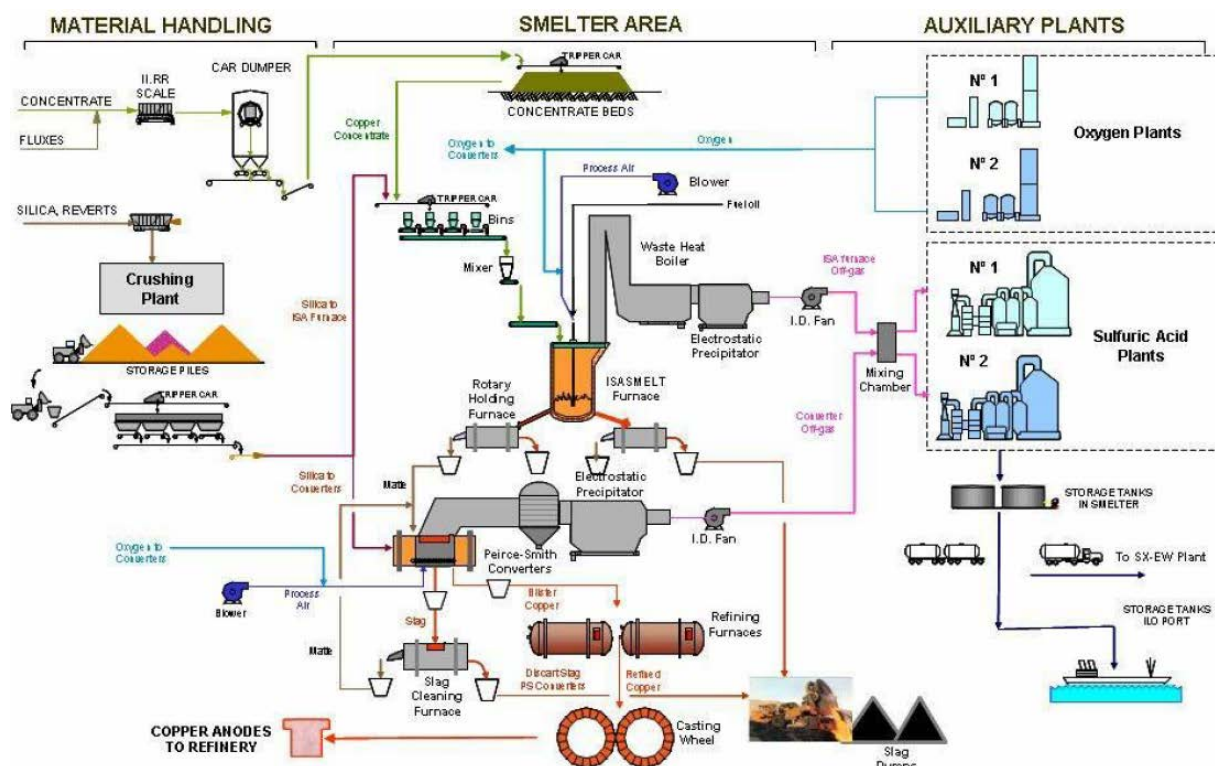 MATERIAL HANDLING
SMELTER AREA
AUXILIARY PLANTS
CONCENTRATE
FLUXES
II.RR
SCALE
CAR DUMPER
SILICA, REVERTS
Crushing
Plant
STORAGE PILES
TRIPPER CAR
TRIPPER CAR
CONCENTRATE BEDS
Copper
Concentrate
Oxygen to
Converters
Oxygen
Process Air
Blower
Fuel oil
TRIPPER CAR
Bins
Mixer
Silica to
ISA Furnace
Waste Heat
Boiler
Electrostatic
Precipitator
ISA furnace
Off-gas
I.D. Fan
Mixing
Chamber
ISASMELT
Furnace
Rotary
Holding
Furnace
Converter
Off-gas
Silica to
Converters
Matte
Electrostatic
Precipitator
I.D. Fan
Peirce-Smith
Converters
Oxygen to
Converters
Process
Air
Blower
Blister
Copper
Slag
Matte
Refining
Furnaces
Slag
Cleaning
Furnace
Discart Slag
PS Converters
Refined
Copper
Casting
Wheel
COPPER ANODES
TO REFINERY
Slag
Nº 1
Nº 2
Oxygen Plants
Nº 1
Nº 2
Sulfuric Acid
Plants
STORAGE TANKS
IN SMELTER
To SX-EW Plant
STORAGE TANKS
ILO PORT